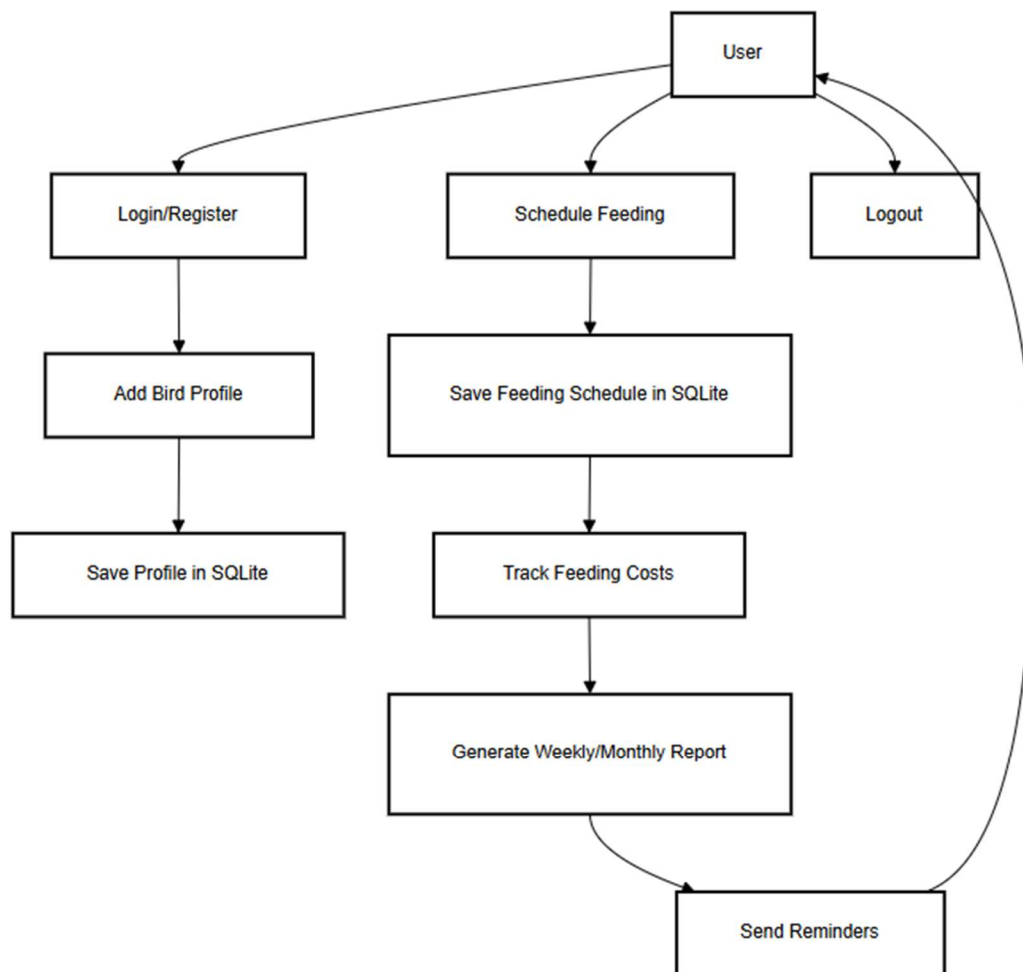 User
Login/Register
Schedule Feeding
Logout
Add Bird Profile
Save Feeding Schedule in SQLite
Save Profile in SQLite
Track Feeding Costs
Generate Weekly/Monthly Report
Send Reminders